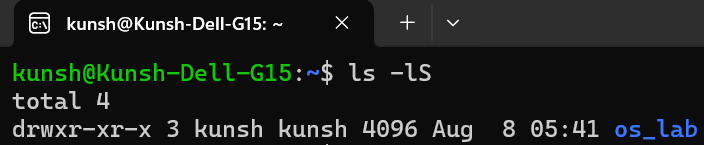 kunsh@Kunsh-Dell-G15: ~
kunsh@Kunsh-Dell-G15:~$ ls -lS
total 4
drwxr-xr-x 3 kunsh kunsh 4096 Aug  8 05:41 os_lab